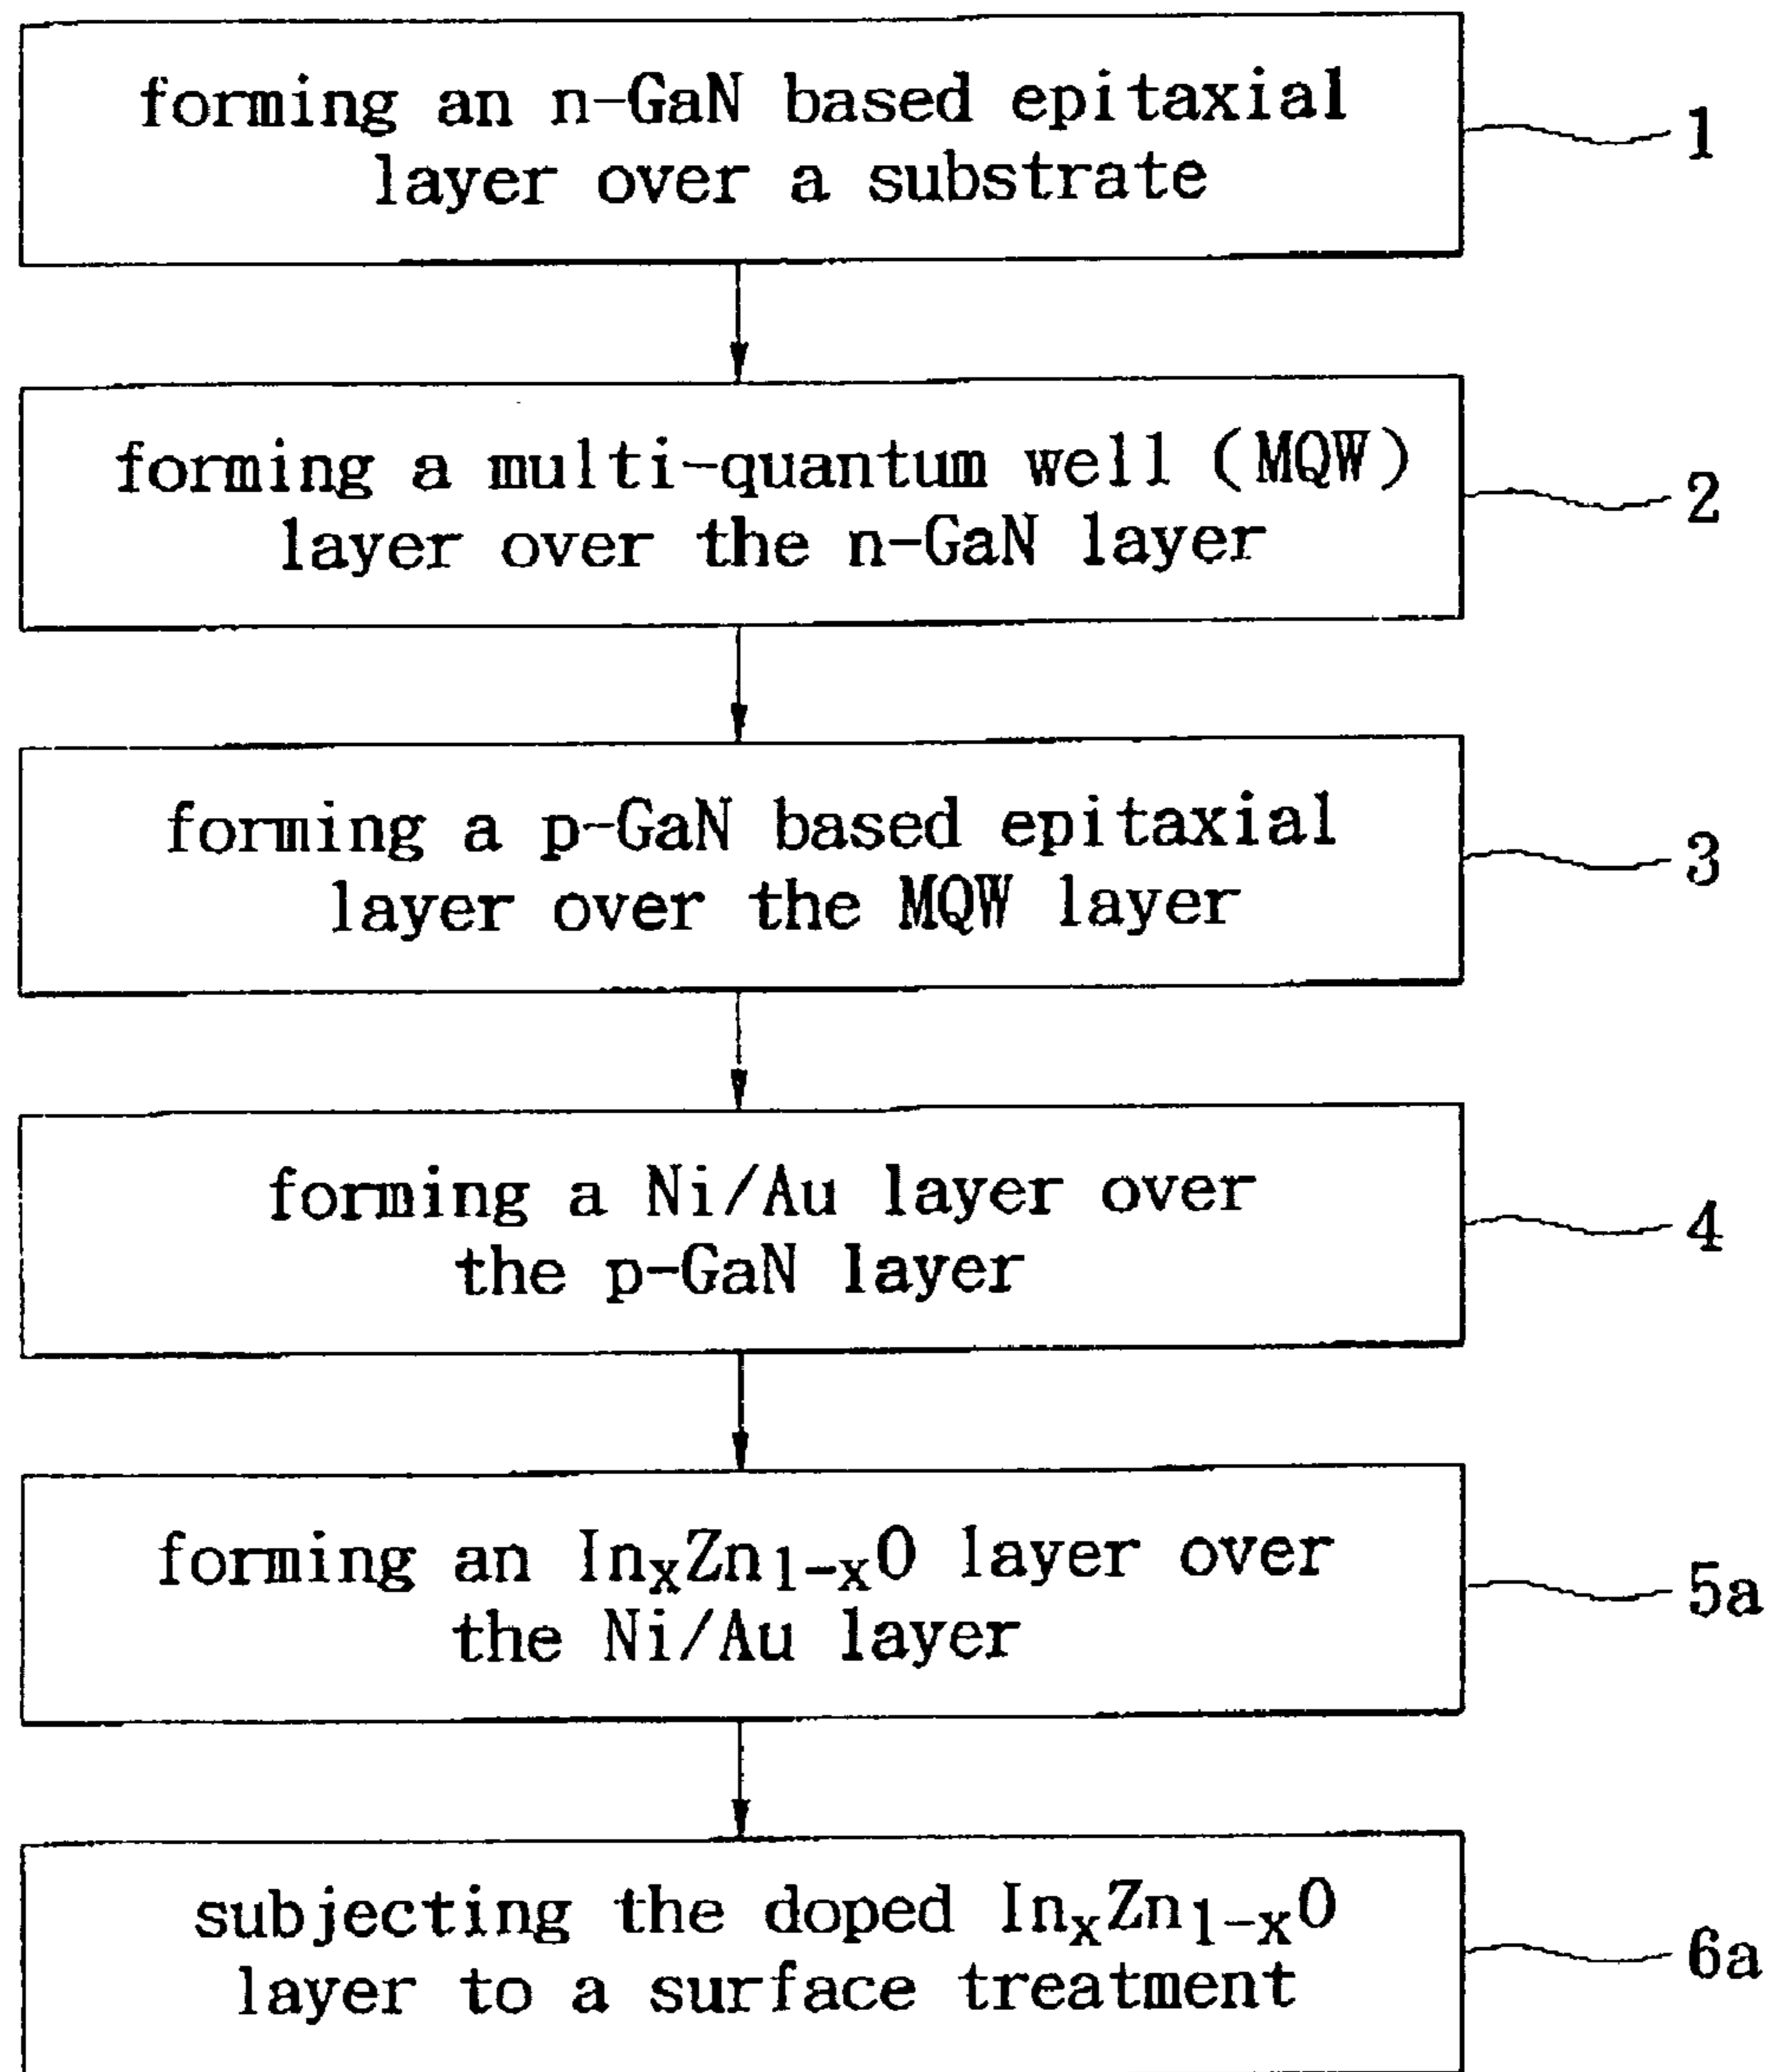 forming an n-GaN based epitaxial
layer over a substrate
1
forming a multi-quantum well (MQW)
layer over the n-GaN layer
2
forming a p-GaN based epitaxial
layer over the MQW layer
3
forming a Ni/Au layer over
the p-GaN layer
4
forming an InₓZn₁₋ₓO layer over
the Ni/Au layer
5a
subjecting the doped InₓZn₁₋ₓO
layer to a surface treatment
6a